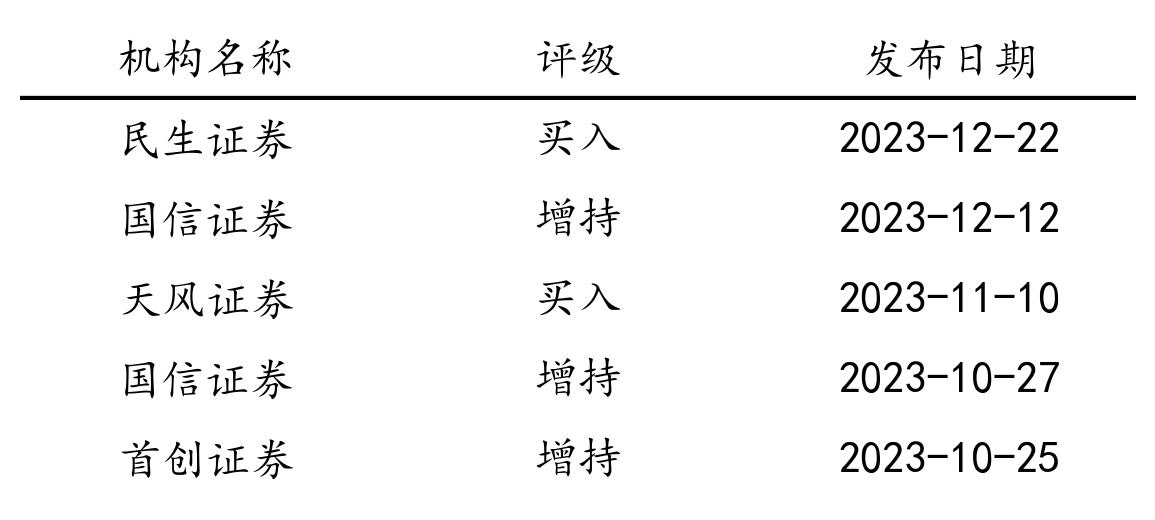 机构名称 评级 发布日期
民生证券 买入 2023-12-22
国信证券 增持 2023-12-12
天风证券 买入 2023-11-10
国信证券 增持 2023-10-27
首创证券 增持 2023-10-25